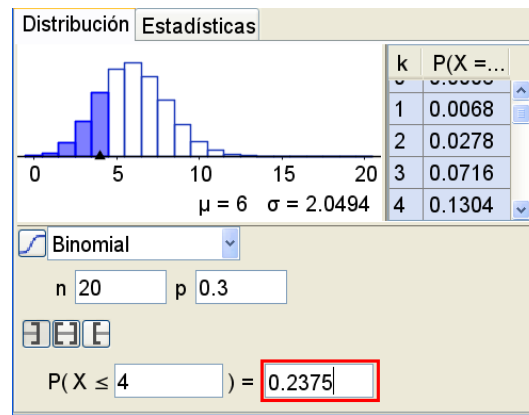 Distribución Estadísticas
k P(X =...
1 0.0068
2 0.0278
3 0.0716
4 0.1304
0 5 10 15 20
μ = 6 σ = 2.0494
Binomial
n 20 p 0.3
P( X ≤ 4 ) = 0.2375